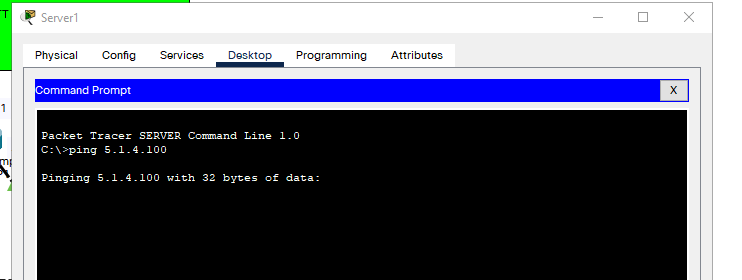 Server1
Physical Config Services Desktop Programming Attributes
Command Prompt X
Packet Tracer SERVER Command Line 1.0
C:\>ping 5.1.4.100
Pinging 5.1.4.100 with 32 bytes of data: